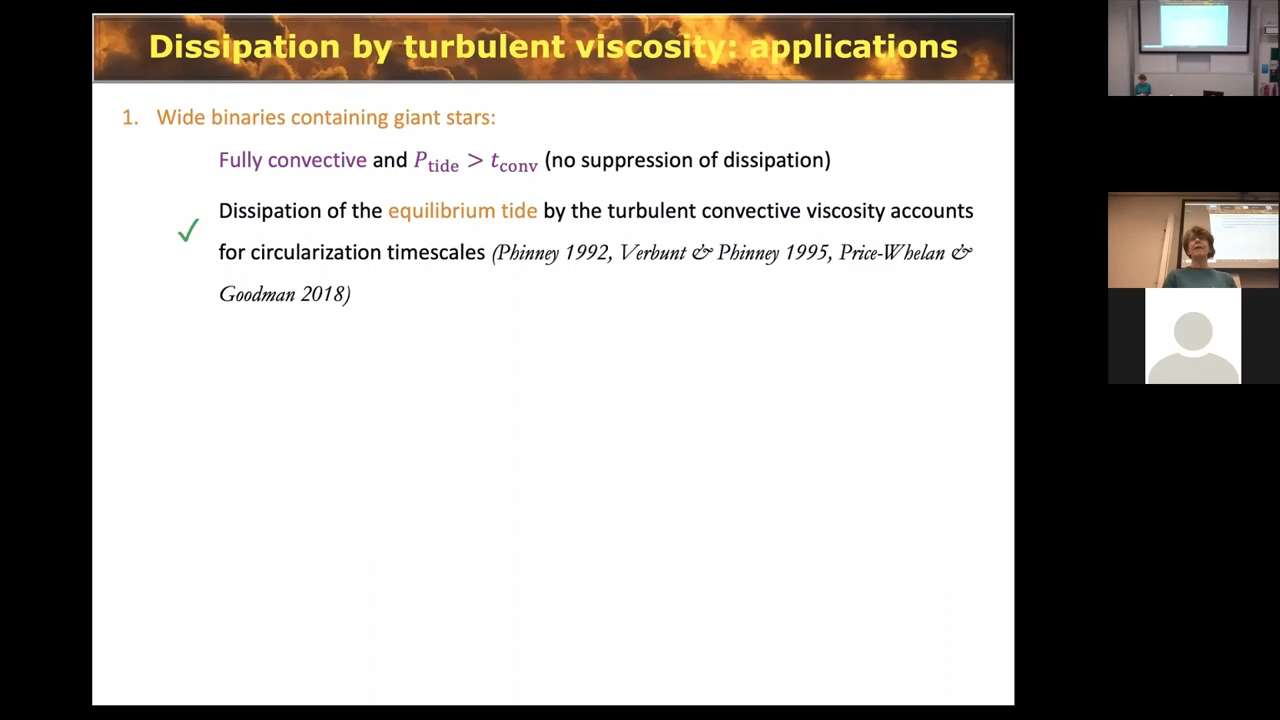 Dissipation by turbulent viscosity: applications
1. Wide binaries containing giant stars:
Fully convective and P_tide > t_conv (no suppression of dissipation)
✓ Dissipation of the equilibrium tide by the turbulent convective viscosity accounts
for circularization timescales (Phinney 1992, Verbunt & Phinney 1995, Price-Whelan &
Goodman 2018)